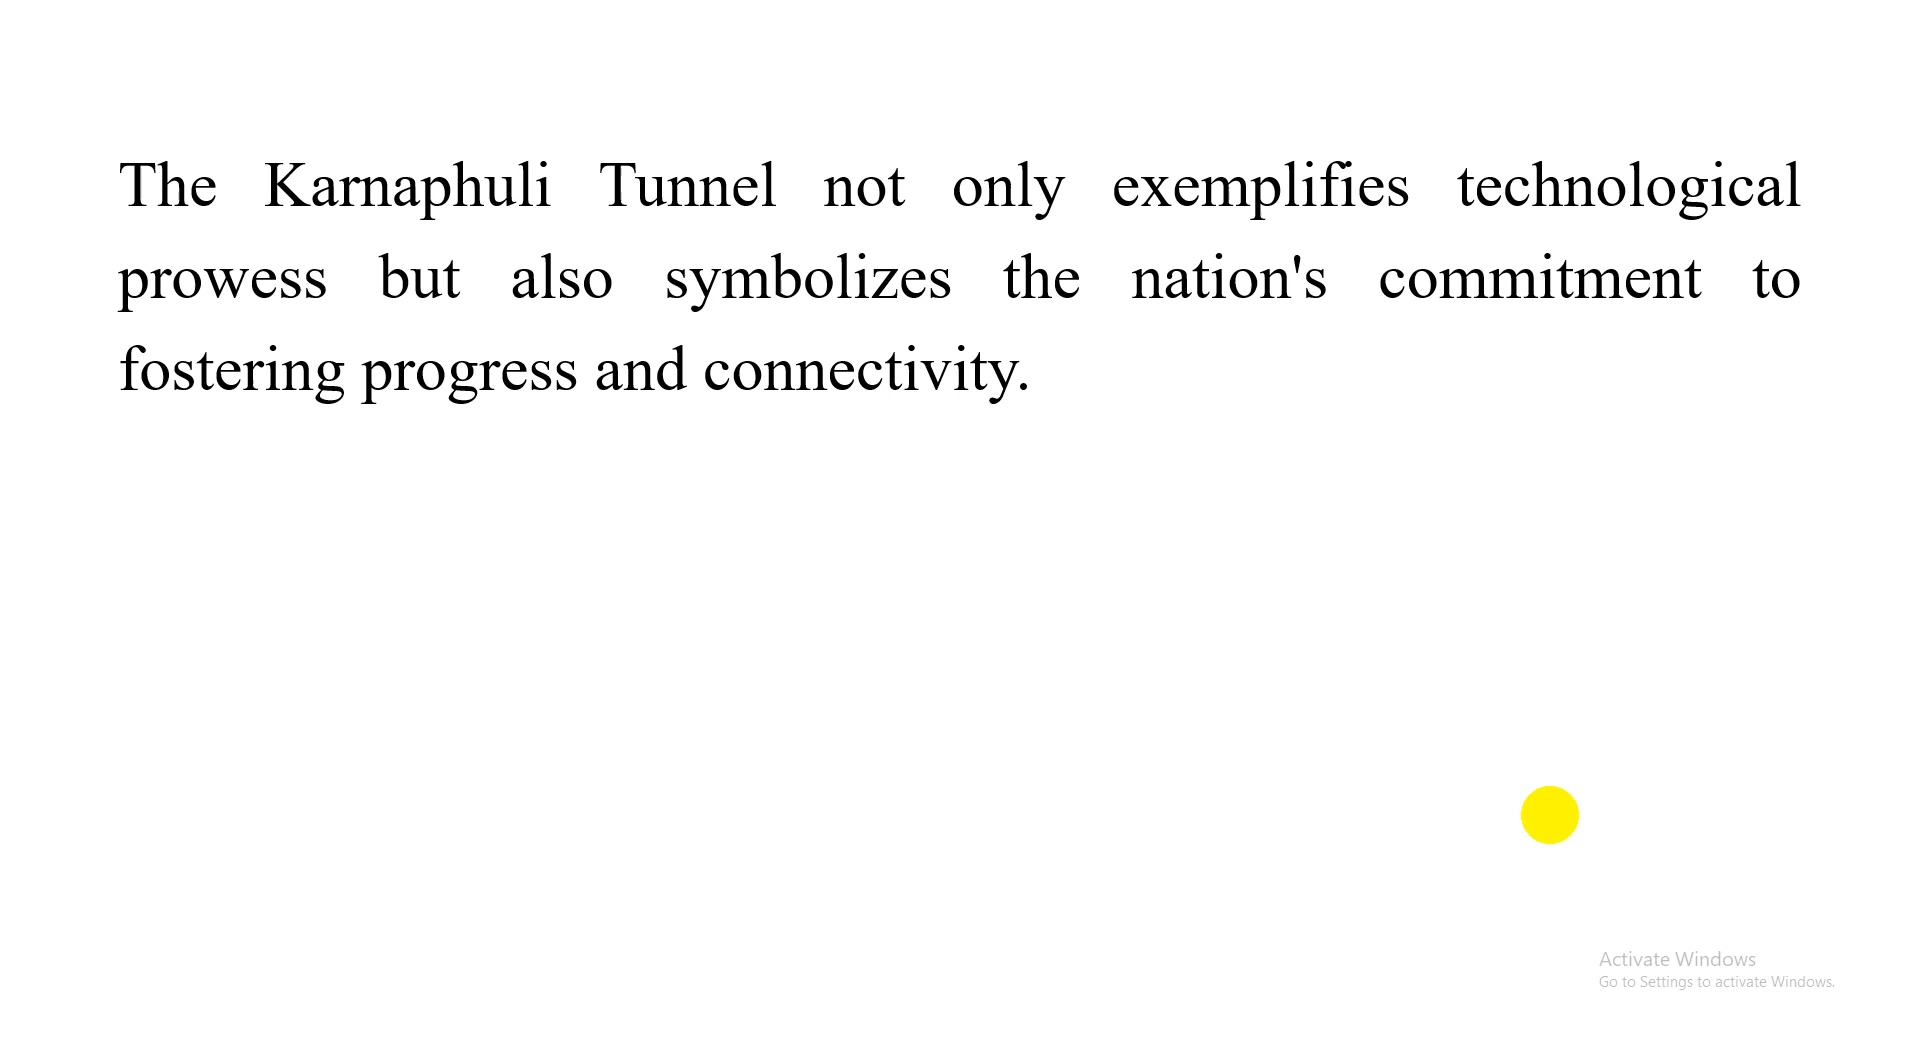 The Karnaphuli Tunnel not only exemplifies technological
prowess but also symbolizes the nation's commitment to
fostering progress and connectivity.
Activate Windows
Go to Settings to activate Windows.